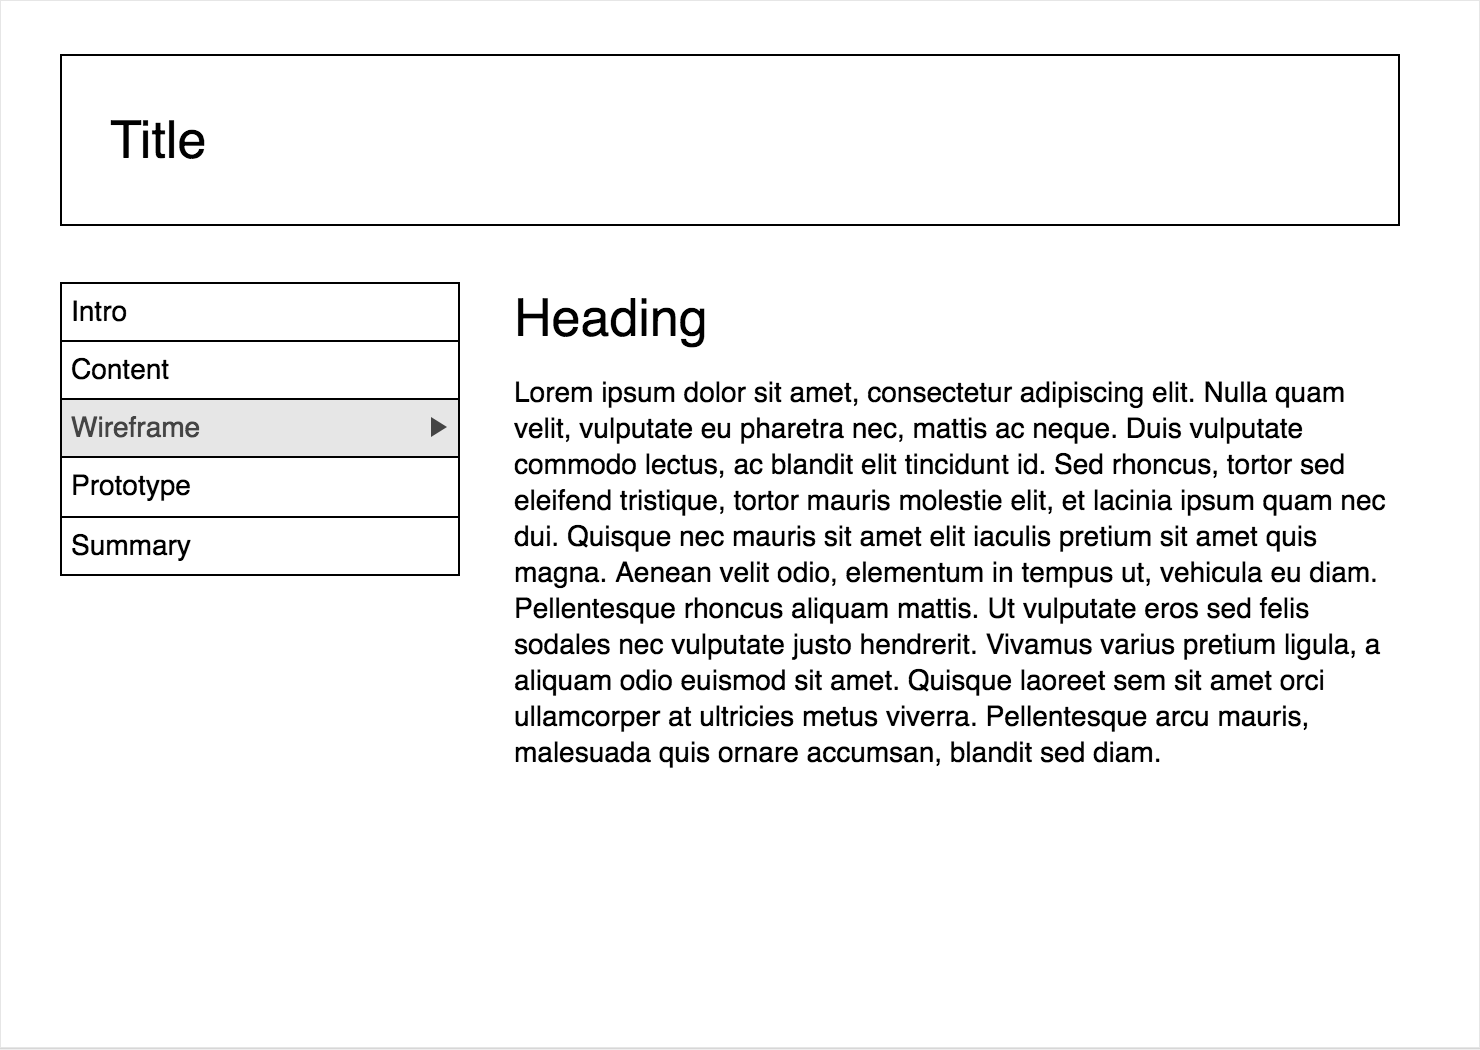 Title
Intro
Content
Wireframe
Prototype
Summary
Heading
Lorem ipsum dolor sit amet, consectetur adipiscing elit. Nulla quam
velit, vulputate eu pharetra nec, mattis ac neque. Duis vulputate
commodo lectus, ac blandit elit tincidunt id. Sed rhoncus, tortor sed
eleifend tristique, tortor mauris molestie elit, et lacinia ipsum quam nec
dui. Quisque nec mauris sit amet elit iaculis pretium sit amet quis
magna. Aenean velit odio, elementum in tempus ut, vehicula eu diam.
Pellentesque rhoncus aliquam mattis. Ut vulputate eros sed felis
sodales nec vulputate justo hendrerit. Vivamus varius pretium ligula, a
aliquam odio euismod sit amet. Quisque laoreet sem sit amet orci
ullamcorper at ultricies metus viverra. Pellentesque arcu mauris,
malesuada quis ornare accumsan, blandit sed diam.